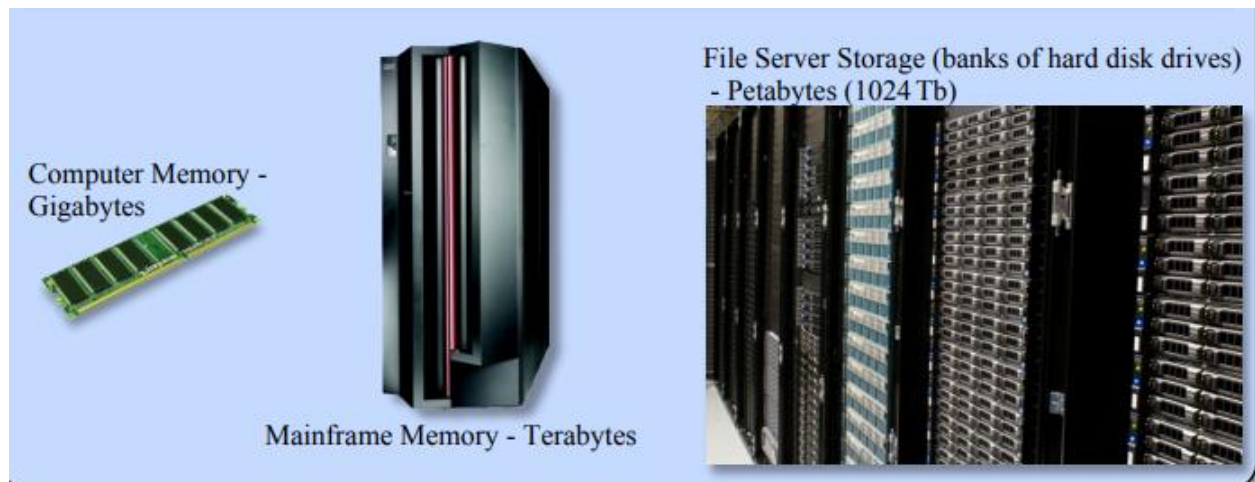 Computer Memory -
Gigabytes
Mainframe Memory - Terabytes
File Server Storage (banks of hard disk drives)
- Petabytes (1024 Tb)